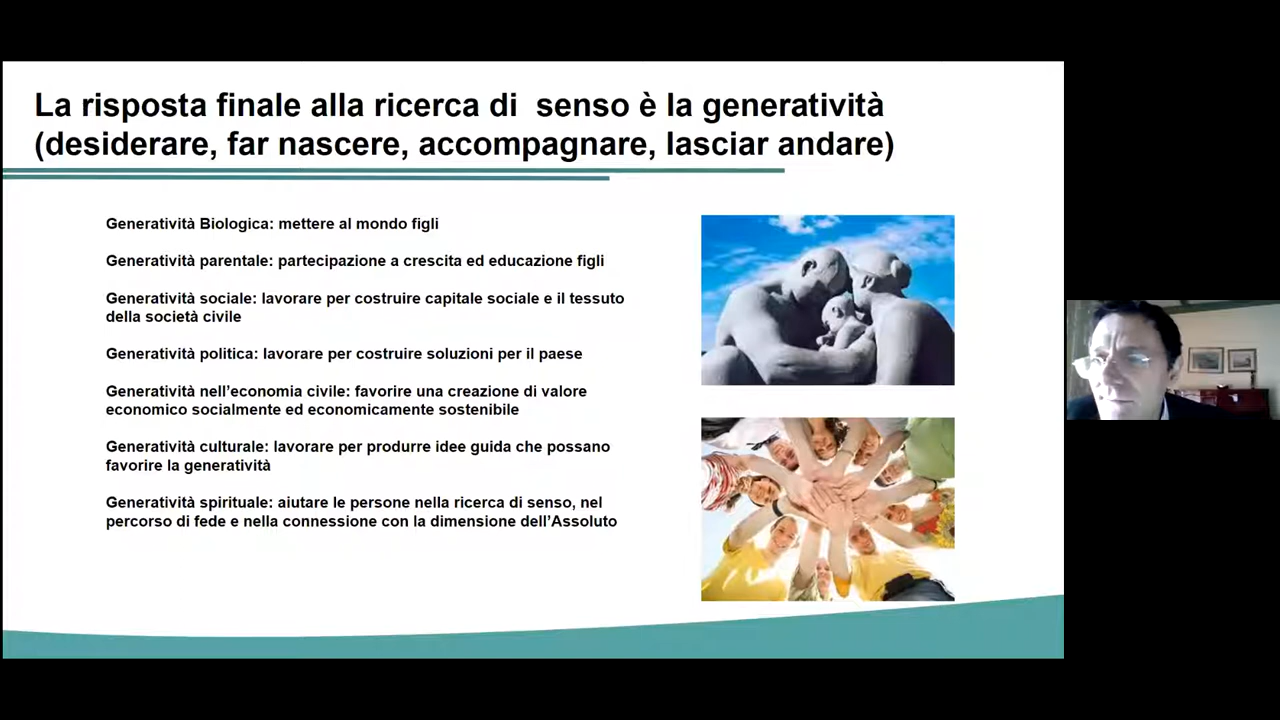 La risposta finale alla ricerca di  senso è la generatività
(desiderare, far nascere, accompagnare, lasciar andare)
Generatività Biologica: mettere al mondo figli
Generatività parentale: partecipazione a crescita ed educazione figli
Generatività sociale: lavorare per costruire capitale sociale e il tessuto
della società civile
Generatività politica: lavorare per costruire soluzioni per il paese
Generatività nell'economia civile: favorire una creazione di valore
economico socialmente ed economicamente sostenibile
Generatività culturale: lavorare per produrre idee guida che possano
favorire la generatività
Generatività spirituale: aiutare le persone nella ricerca di senso, nel
percorso di fede e nella connessione con la dimensione dell'Assoluto